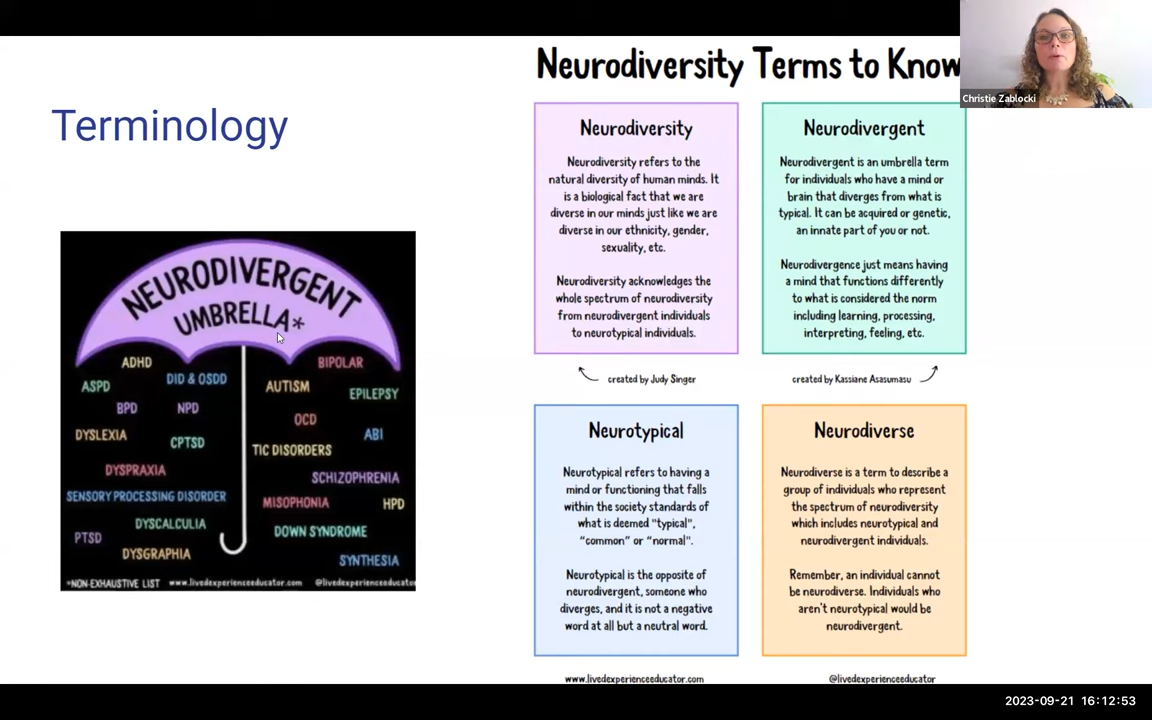 Terminology
NEURODIVERGENT
UMBRELLA*
ADHD
ASPD
DID & OSDD
BPD
NPD
DYSLEXIA
CPTSD
DYSPRAXIA
SENSORY PROCESSING DISORDER
DYSCALCULIA
PTSD
DYSGRAPHIA
BIPOLAR
AUTISM
EPILEPSY
OCD
ABI
TIC DISORDERS
SCHIZOPHRENIA
MISOPHONIA
HPD
DOWN SYNDROME
SYNTHESIA
*NON-EXHAUSTIVE LIST www.livedexperienceeducator.com @livedexperienceeducator
Neurodiversity Terms to Know
Neurodiversity
Neurodiversity refers to the
natural diversity of human minds. It
is a biological fact that we are
diverse in our minds just like we are
diverse in our ethnicity, gender,
sexuality, etc.
Neurodiversity acknowledges the
whole spectrum of neurodiversity
from neurodivergent individuals
to neurotypical individuals.
created by Judy Singer
Neurodivergent
Neurodivergent is an umbrella term
for individuals who have a mind or
brain that diverges from what is
typical. It can be acquired or genetic,
an innate part of you or not.
Neurodivergence just means having
a mind that functions differently
to what is considered the norm
including learning, processing,
interpreting, feeling, etc.
created by Kassiane Asasumasu
Neurotypical
Neurotypical refers to having a
mind or functioning that falls
within the society standards of
what is deemed "typical",
"common" or "normal".
Neurotypical is the opposite of
neurodivergent, someone who
diverges, and it is not a negative
word at all but a neutral word.
Neurodiverse
Neurodiverse is a term to describe a
group of individuals who represent
the spectrum of neurodiversity
which includes neurotypical and
neurodivergent individuals.
Remember, an individual cannot
be neurodiverse. Individuals who
aren't neurotypical would be
neurodivergent.
www.livedexperienceeducator.com
@livedexperienceeducator
Christie Zablocki
2023-09-21 16:12:53